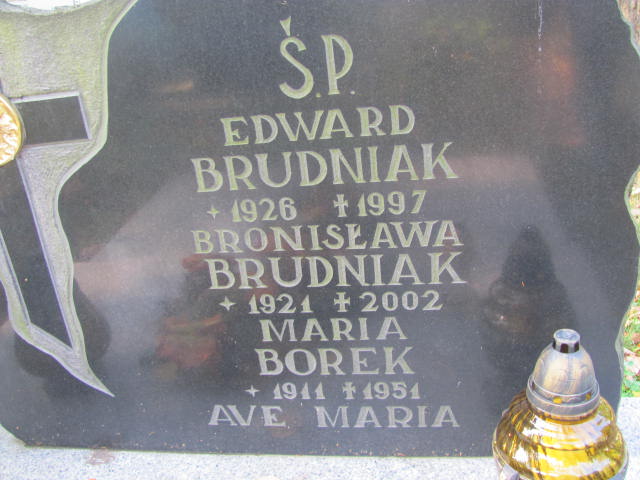 Ś.P.
EDWARD
BRUDNIAK
+ 1926 ✝ 1997
BRONISŁAWA
BRUDNIAK
+ 1921 ✝ 2002
MARIA
BOREK
+ 1911 ✝ 1951
AVE MARIA